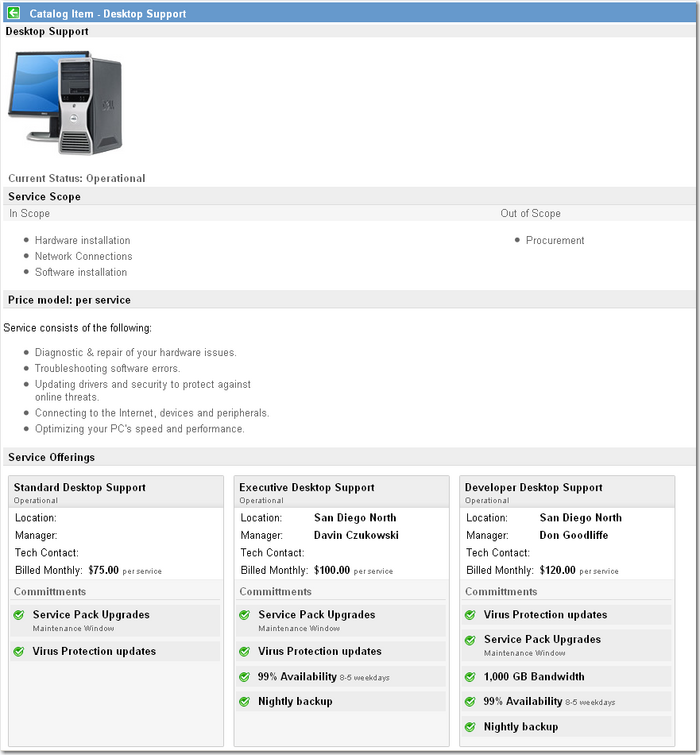 Catalog Item - Desktop Support
Desktop Support
Current Status: Operational
Service Scope
In Scope
Out of Scope
Hardware installation
Network Connections
Software installation
Procurement
Price model: per service
Service consists of the following:
Diagnostic & repair of your hardware issues.
Troubleshooting software errors.
Updating drivers and security to protect against
online threats.
Connecting to the Internet, devices and peripherals.
Optimizing your PC's speed and performance.
Service Offerings
Standard Desktop Support
Operational
Location:
Manager:
Tech Contact:
Billed Monthly: $75.00 per service
Committments
Service Pack Upgrades
Maintenance Window
Virus Protection updates
Executive Desktop Support
Operational
Location: San Diego North
Manager: Davin Czukowski
Tech Contact:
Billed Monthly: $100.00 per service
Committments
Service Pack Upgrades
Maintenance Window
Virus Protection updates
99% Availability 8-5 weekdays
Nightly backup
Developer Desktop Support
Operational
Location: San Diego North
Manager: Don Goodliffe
Tech Contact:
Billed Monthly: $120.00 per service
Committments
Virus Protection updates
Service Pack Upgrades
Maintenance Window
1,000 GB Bandwidth
99% Availability 8-5 weekdays
Nightly backup